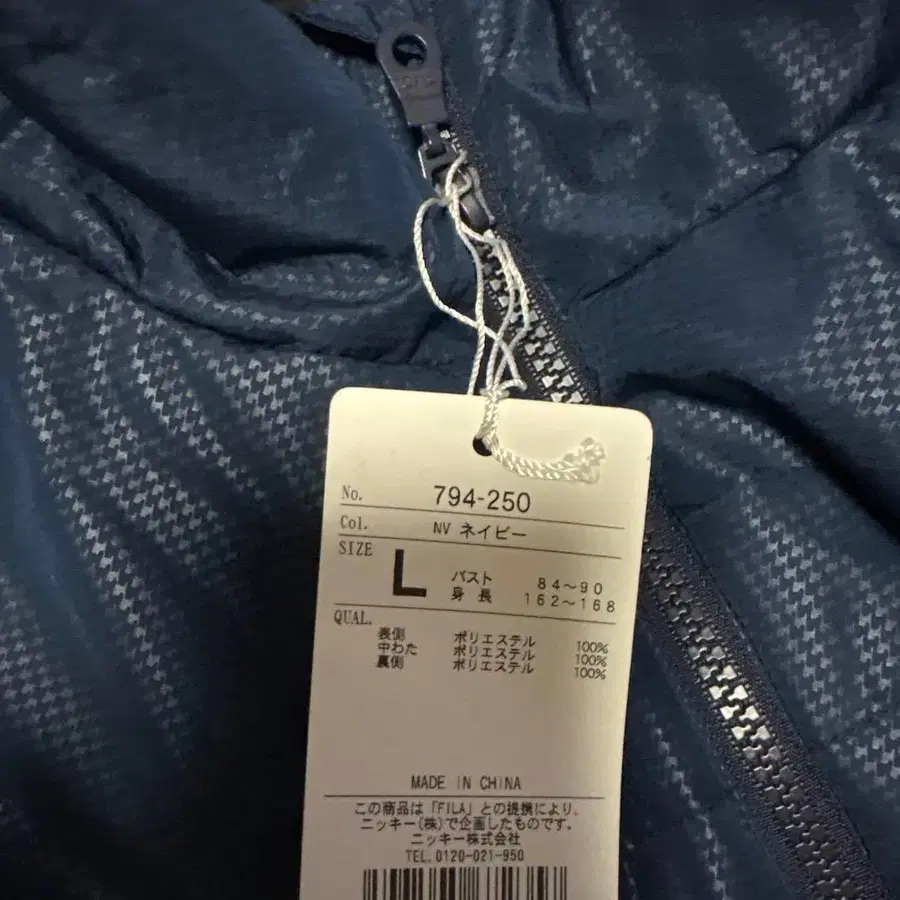 No. 794-250
Col. NV ネイビー
SIZE L バスト 84～90
身長 162～168
QUAL.
表側 ポリエステル 100%
中わた ポリエステル 100%
裏側 ポリエステル 100%
MADE IN CHINA
この商品は「FILA」との提携により、
ニッキー(株)で企画したものです。
ニッキー株式会社
TEL.0120-021-950